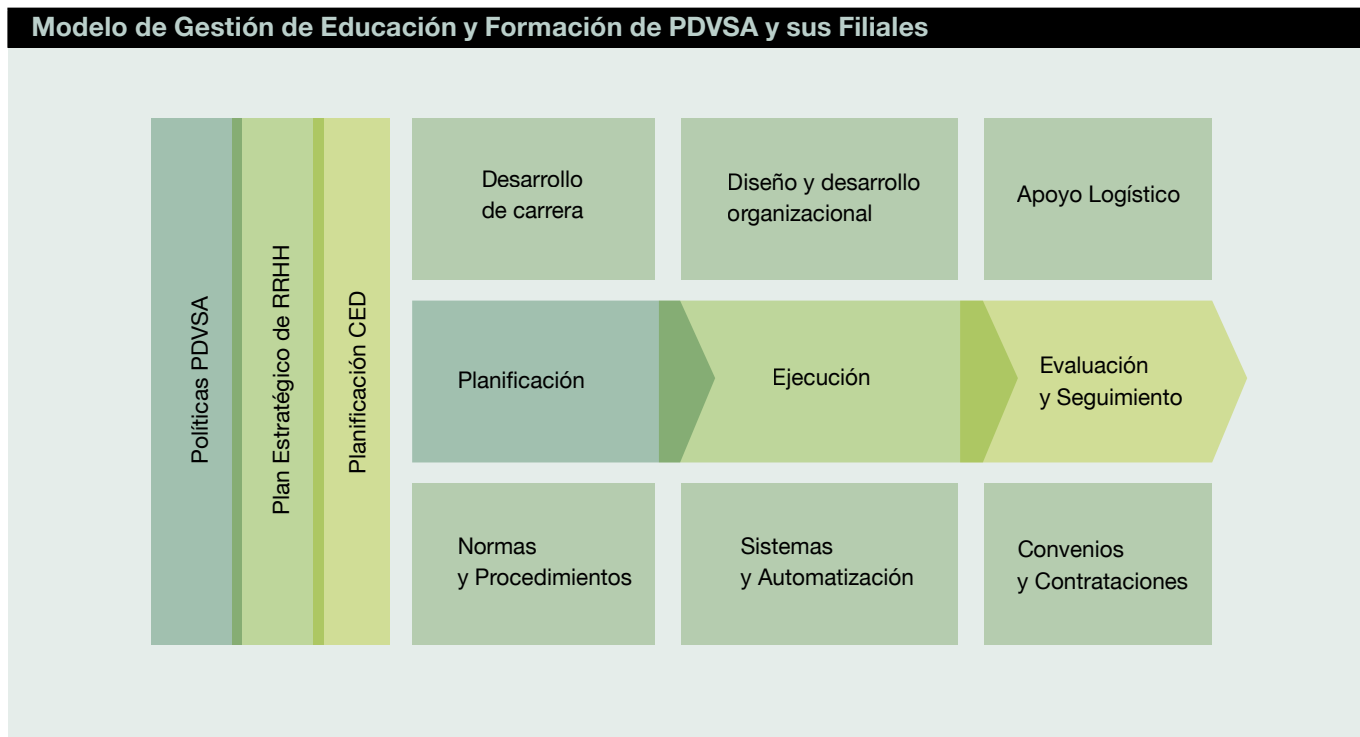 Modelo de Gestión de Educación y Formación de PDVSA y sus Filiales
Políticas PDVSA
Plan Estratégico de RRHH
Planificación CED
Desarrollo
de carrera
Diseño y desarrollo
organizacional
Apoyo Logístico
Planificación
Ejecución
Evaluación
y Seguimiento
Normas
y Procedimientos
Sistemas
y Automatización
Convenios
y Contrataciones